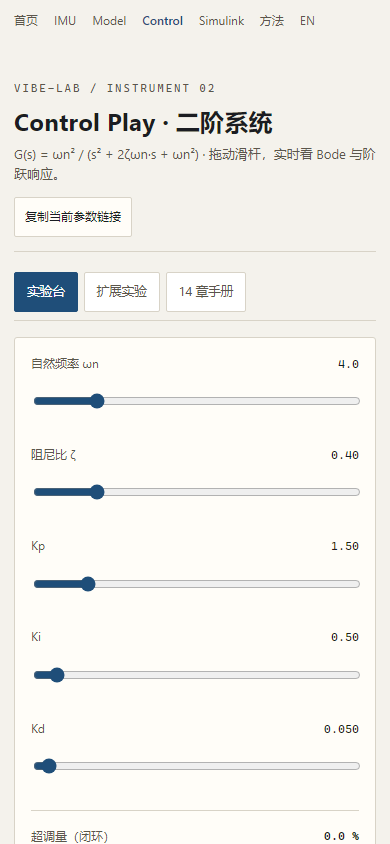 首页 IMU Model Control Simulink 方法 EN
VIBE-LAB / INSTRUMENT 02
Control Play · 二阶系统
G(s) = ωn² / (s² + 2ζωn·s + ωn²) · 拖动滑杆，实时看 Bode 与阶
跃响应。
复制当前参数链接
实验台 扩展实验 14 章手册
自然频率 ωn 4.0
阻尼比 ζ 0.40
Kp 1.50
Ki 0.50
Kd 0.050
超调量（闭环） 0.0 %